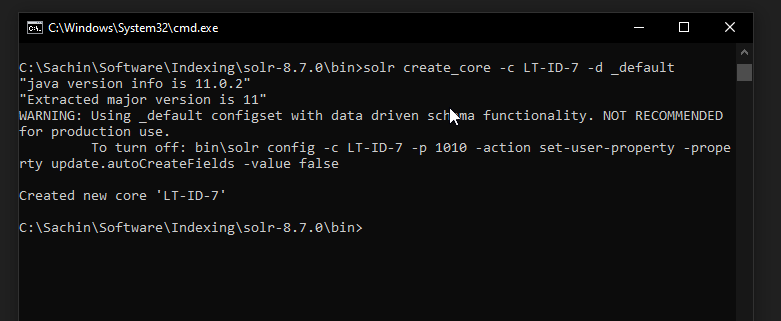 C:\Windows\System32\cmd.exe
C:\Sachin\Software\Indexing\solr-8.7.0\bin>solr create_core -c LT-ID-7 -d _default
"java version info is 11.0.2"
"Extracted major version is 11"
WARNING: Using _default configset with data driven schema functionality. NOT RECOMMENDED
for production use.
         To turn off: bin\solr config -c LT-ID-7 -p 1010 -action set-user-property -prope
rty update.autoCreateFields -value false
Created new core 'LT-ID-7'
C:\Sachin\Software\Indexing\solr-8.7.0\bin>